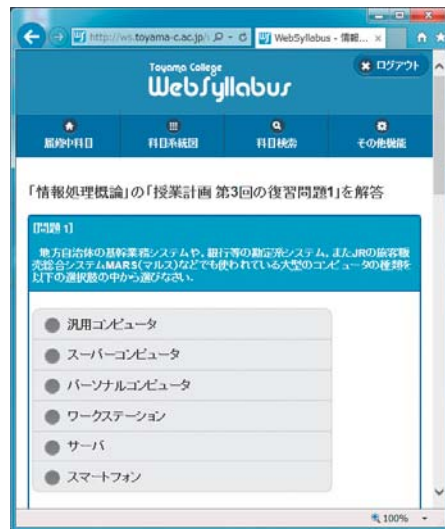 http://ws.toyama-c.ac.jp/
WebSyllabus - 情報...
Toyama College
WebSyllabus
ログアウト
履修中科目
科目系統図
科目検索
その他機能
「情報処理概論」の「授業計画 第3回の復習問題1」を解答
[問題 1]
地方自治体の基幹業務システムや、銀行等の勘定系システム、またJRの旅客販
売総合システムMARS(マルス)などでも使われている大型のコンピュータの種類を
以下の選択肢の中から選びなさい.
汎用コンピュータ
スーパーコンピュータ
パーソナルコンピュータ
ワークステーション
サーバ
スマートフォン
100%